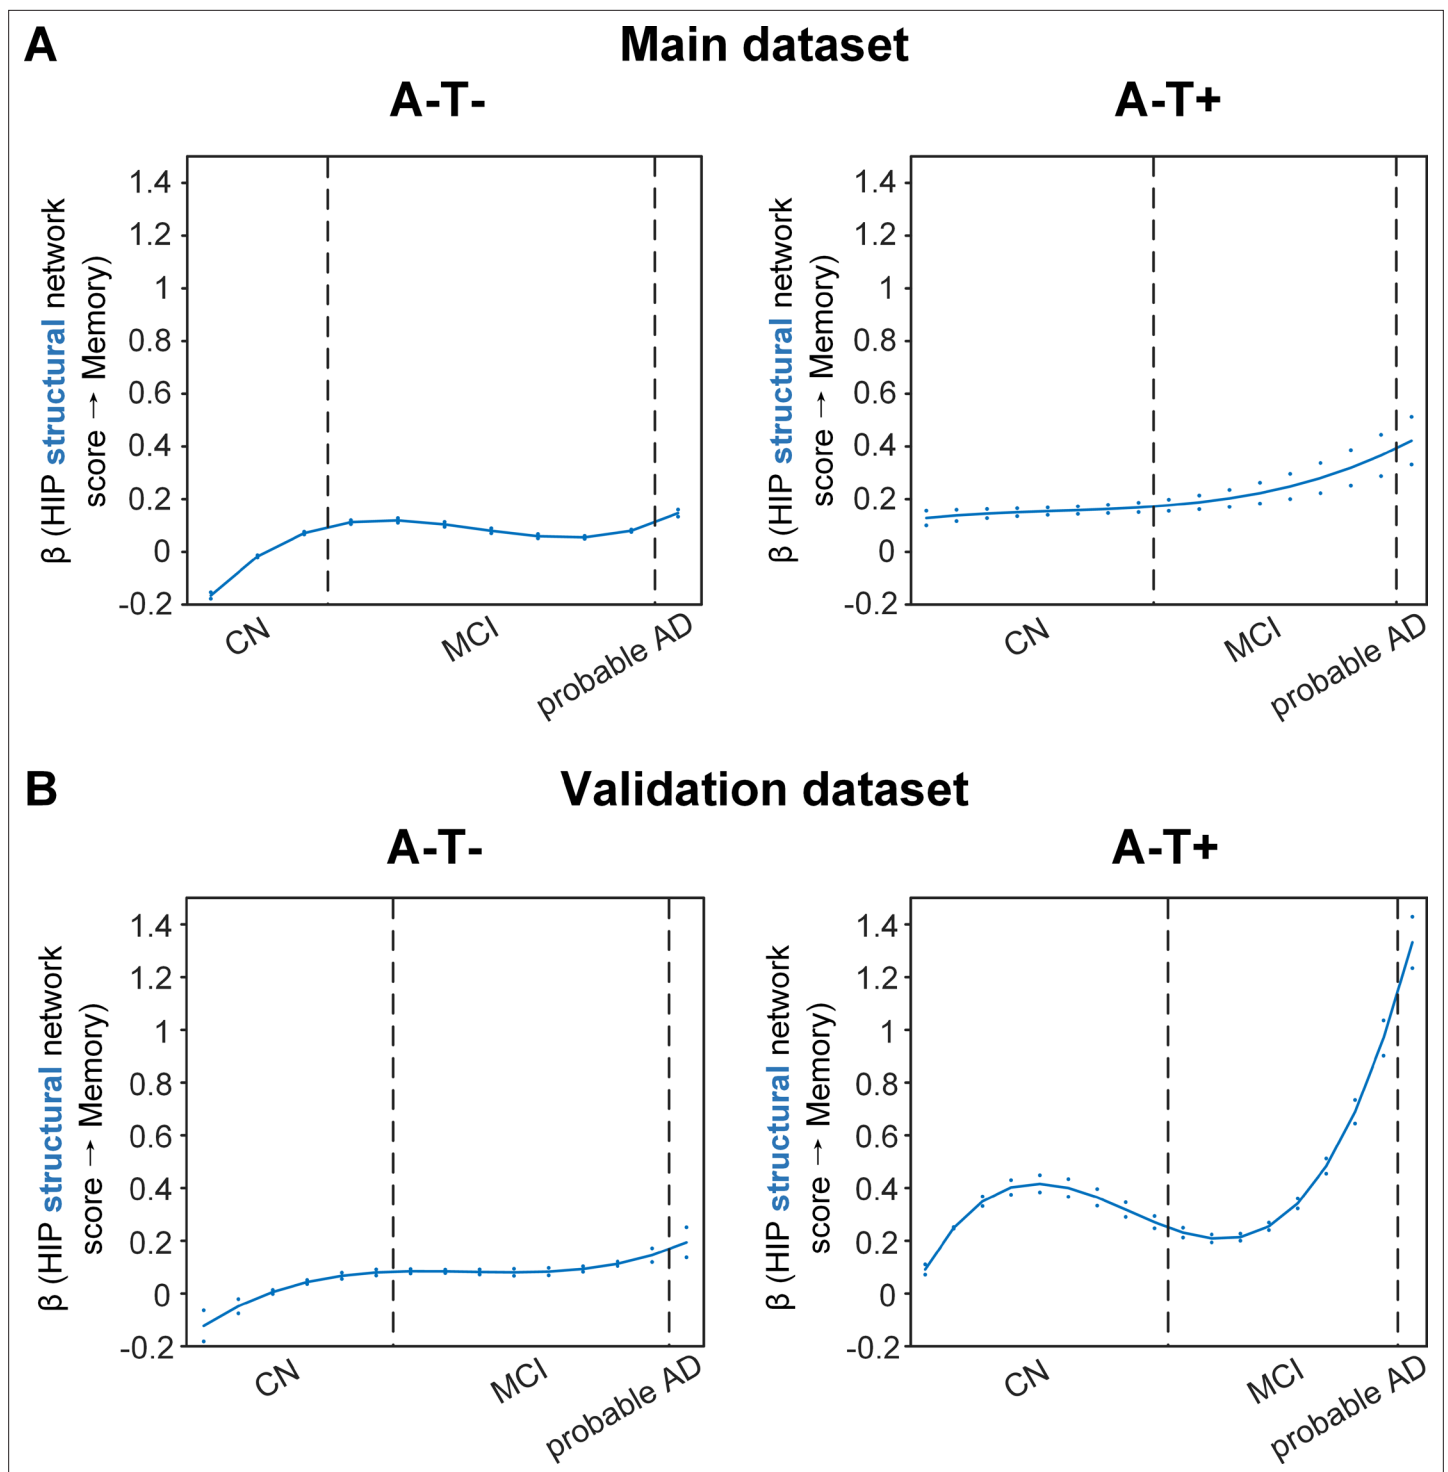 A
Main dataset
A-T-
A-T+
β (HIP structural network
score → Memory)
1.4
1.2
1
0.8
0.6
0.4
0.2
0
-0.2
CN
MCI
probable AD
β (HIP structural network
score → Memory)
1.4
1.2
1
0.8
0.6
0.4
0.2
0
-0.2
CN
MCI
probable AD
B
Validation dataset
A-T-
A-T+
β (HIP structural network
score → Memory)
1.4
1.2
1
0.8
0.6
0.4
0.2
0
-0.2
CN
MCI
probable AD
β (HIP structural network
score → Memory)
1.4
1.2
1
0.8
0.6
0.4
0.2
0
-0.2
CN
MCI
probable AD